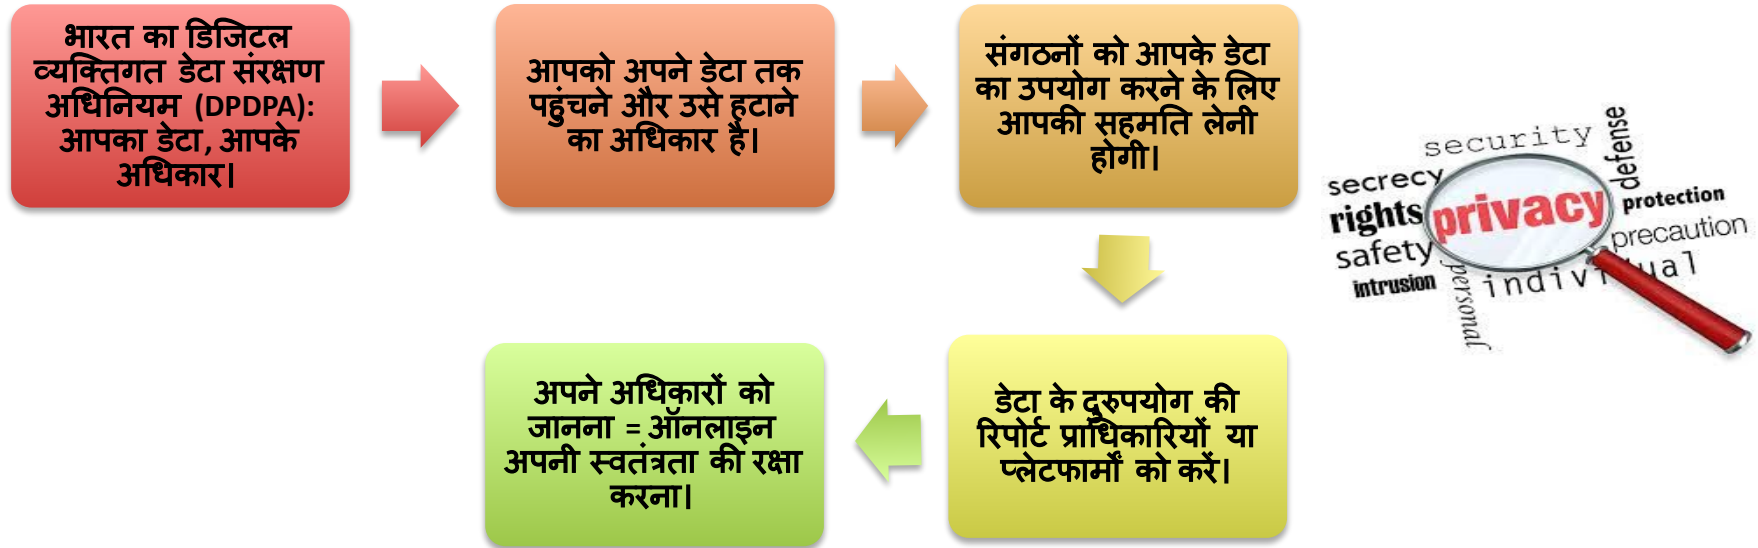 भारत का डिजिटल
व्यक्तिगत डेटा संरक्षण
अधिनियम (DPDPA):
आपका डेटा, आपके
अधिकार।
आपको अपने डेटा तक
पहुंचने और उसे हटाने
का अधिकार है।
संगठनों को आपके डेटा
का उपयोग करने के लिए
आपकी सहमति लेनी
होगी।
डेटा के दुरुपयोग की
रिपोर्ट प्राधिकारियों या
प्लेटफार्मों को करें।
अपने अधिकारों को
जानना = ऑनलाइन
अपनी स्वतंत्रता की रक्षा
करना।
security
defense
secrecy
rights
privacy
protection
safety
precaution
intrusion
personal
individual